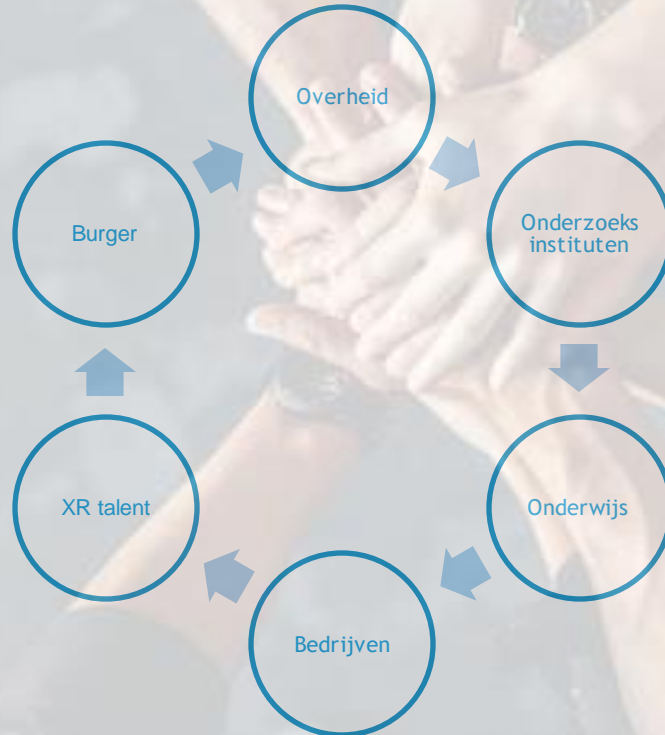 Overheid
Onderzoeks
instituten
Onderwijs
Bedrijven
XR talent
Burger